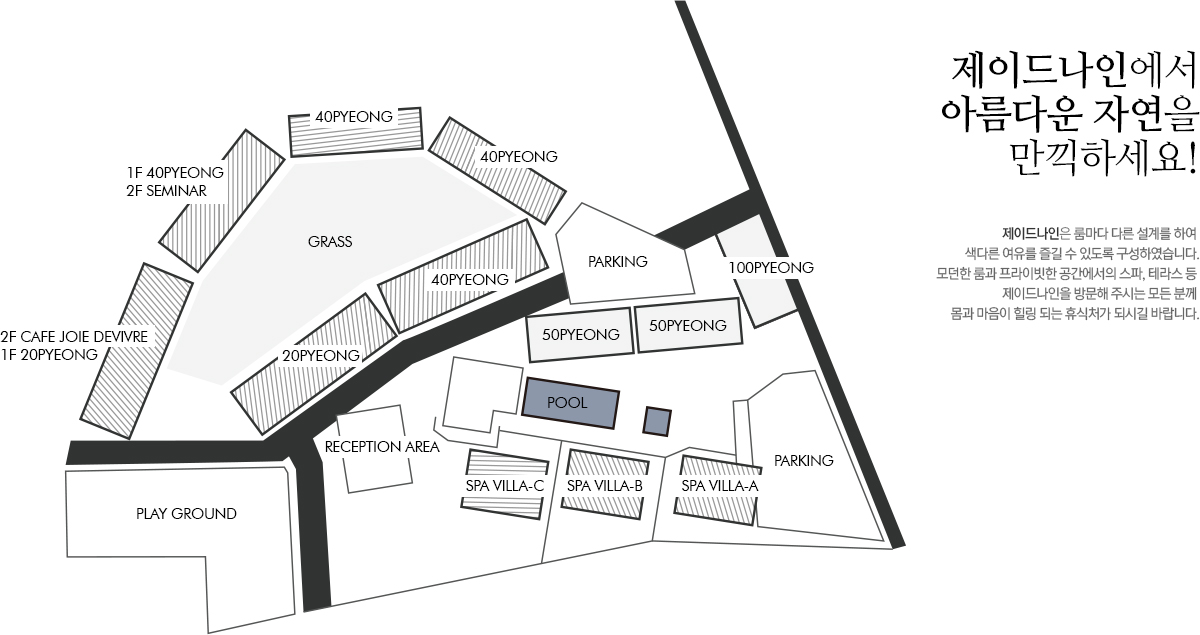 제이드나인에서
아름다운 자연을
만끽하세요!
제이드나인은 룸마다 다른 설계를 하여
색다른 여유를 즐길 수 있도록 구성하였습니다.
모던한 룸과 프라이빗한 공간에서의 스파, 테라스 등
제이드나인을 방문해 주시는 모든 분께
몸과 마음이 힐링 되는 휴식처가 되시길 바랍니다.
40PYEONG
40PYEONG
1F 40PYEONG
2F SEMINAR
GRASS
PARKING
100PYEONG
40PYEONG
50PYEONG
50PYEONG
2F CAFE JOIE DEVIVRE
1F 20PYEONG
20PYEONG
POOL
RECEPTION AREA
PARKING
SPA VILLA-C
SPA VILLA-B
SPA VILLA-A
PLAY GROUND